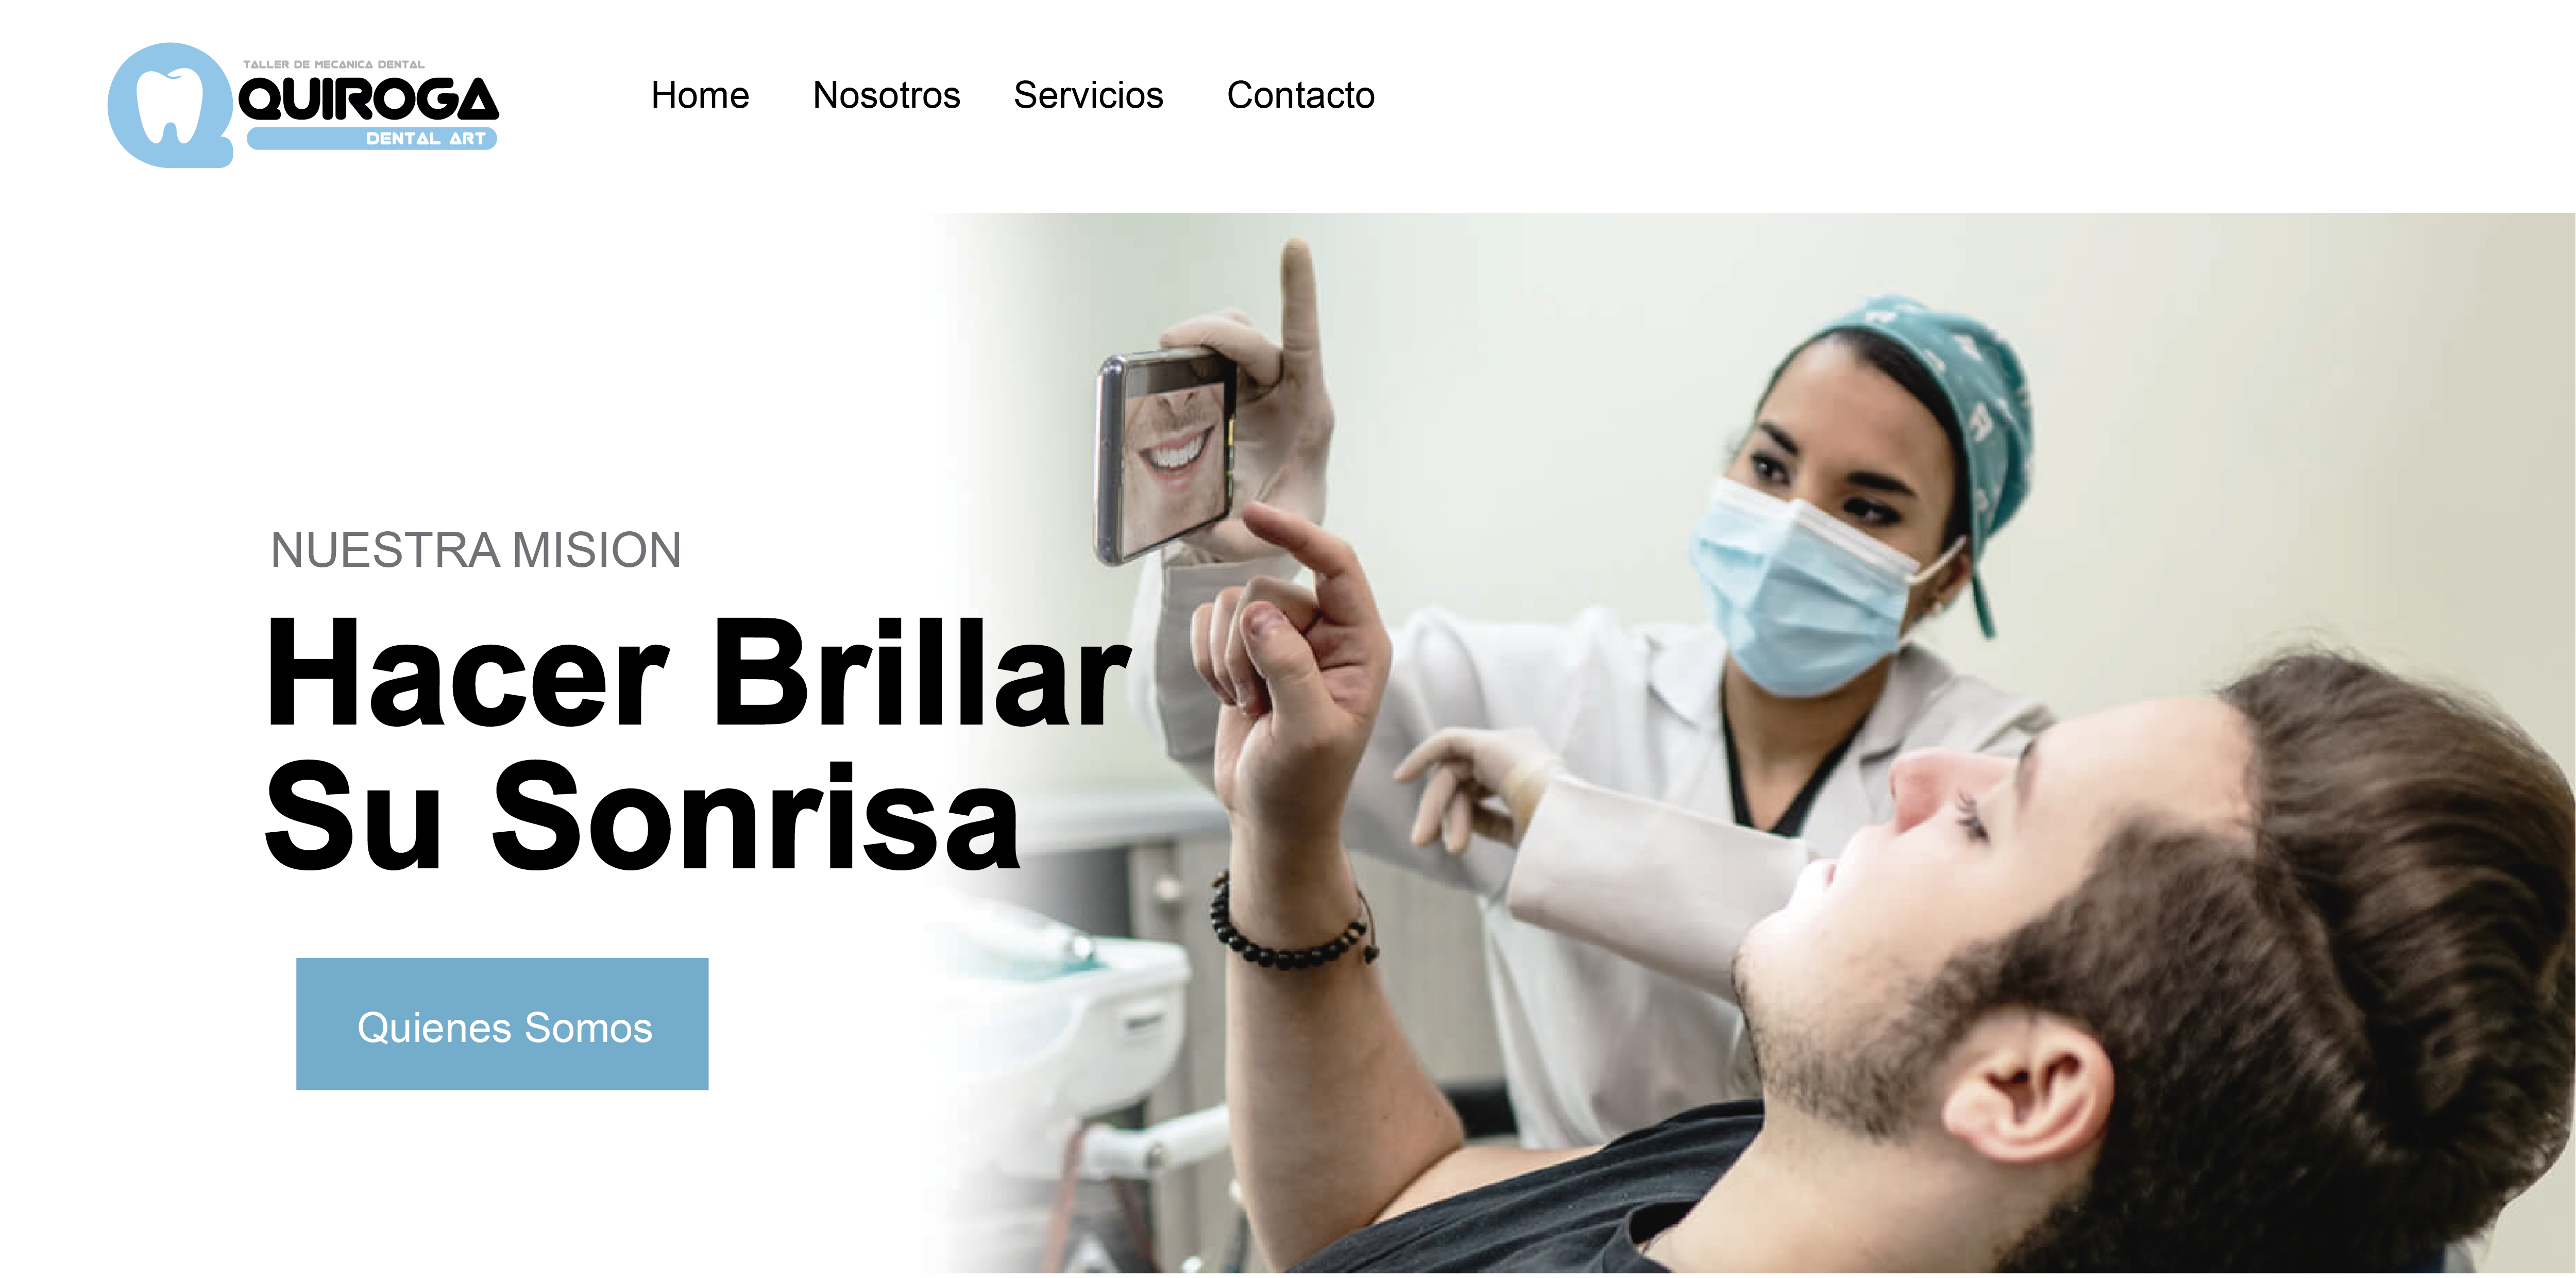 TALLER DE MECANICA DENTAL
QUIROGA
DENTAL ART
Home Nosotros Servicios Contacto
NUESTRA MISION
Hacer Brillar
Su Sonrisa
Quienes Somos